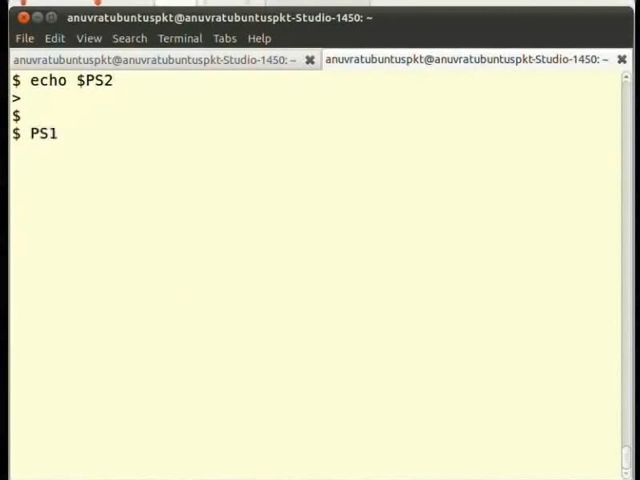 anuvratubuntuspkt@anuvratubuntuspkt-Studio-1450: ~
File Edit View Search Terminal Tabs Help
anuvratubuntuspkt@anuvratubuntuspkt-Studio-1450: ~ anuvratubuntuspkt@anuvratubuntuspkt-Studio-1450: ~
$ echo $PS2
>
$
$ PS1